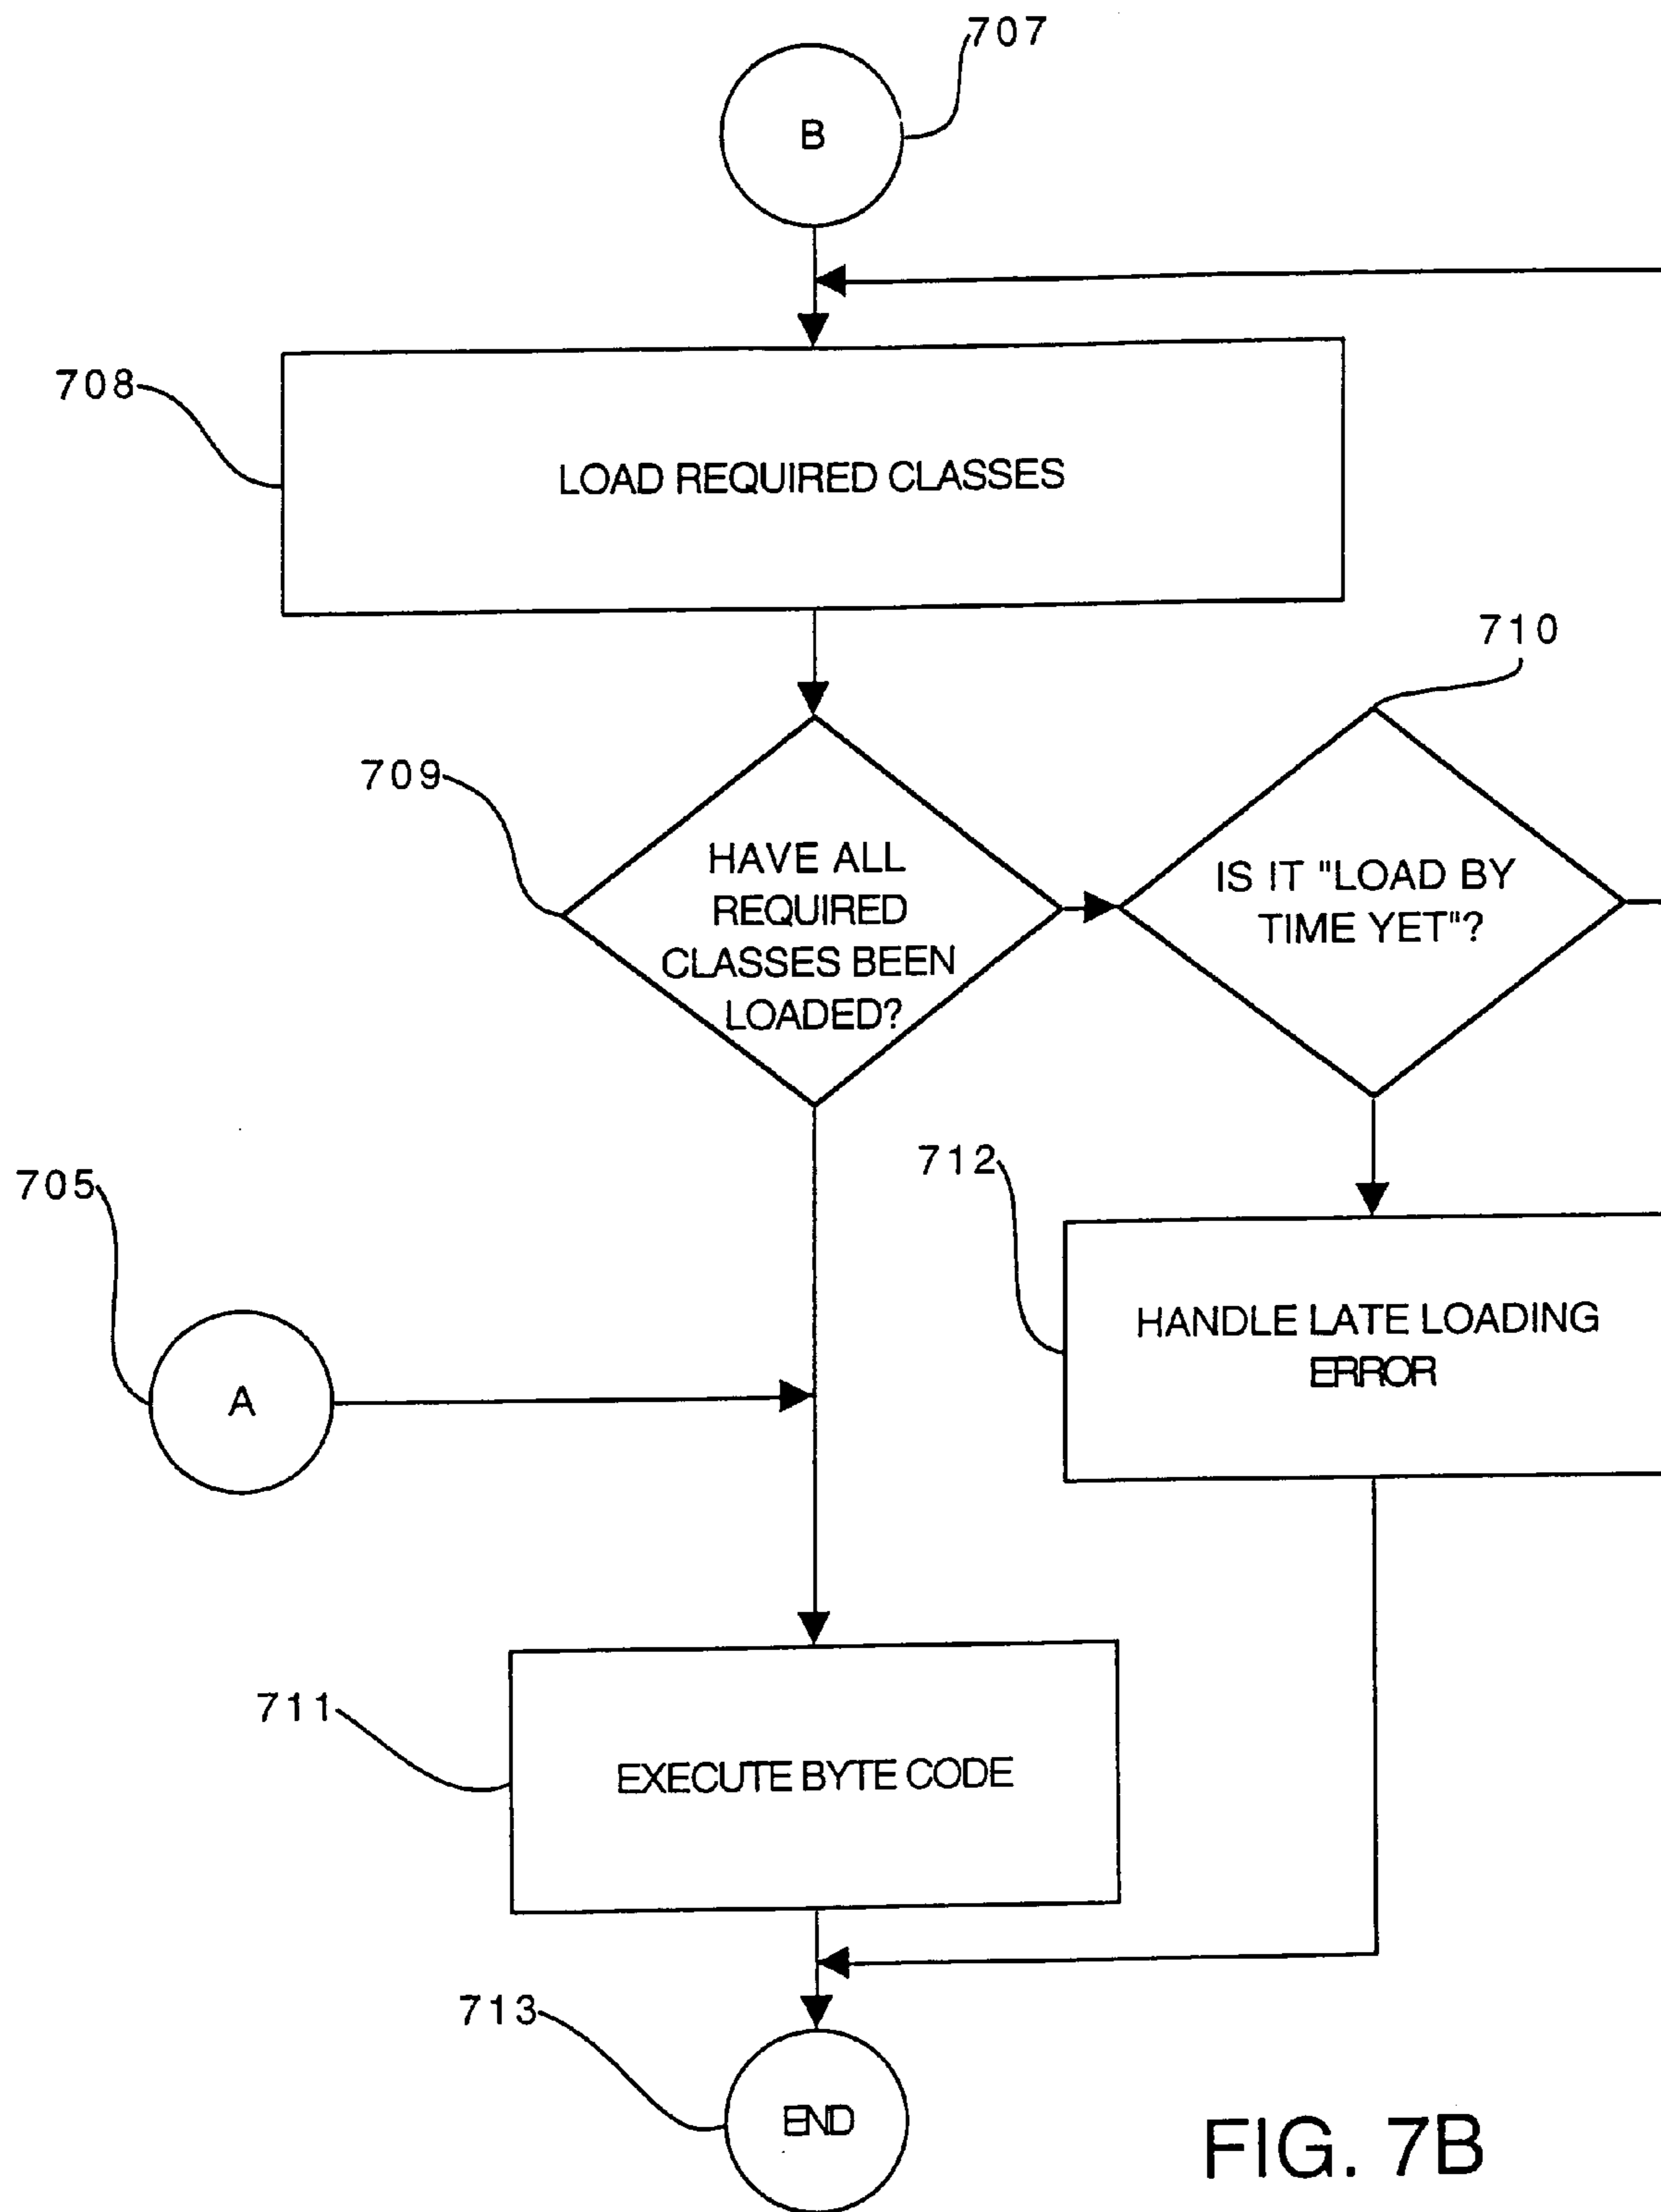 707
B
708
LOAD REQUIRED CLASSES
710
709
HAVE ALL
REQUIRED
CLASSES BEEN
LOADED?
IS IT "LOAD BY
TIME YET"?
705
A
712
HANDLE LATE LOADING
ERROR
711
EXECUTE BYTE CODE
713
END
FIG. 7B